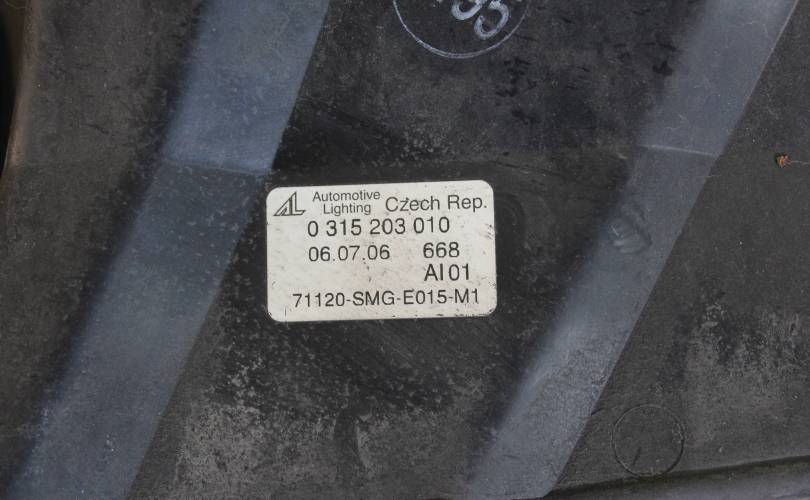 AL Automotive Lighting Czech Rep.
0 315 203 010
06.07.06 668
AI 01
71120-SMG-E015-M1